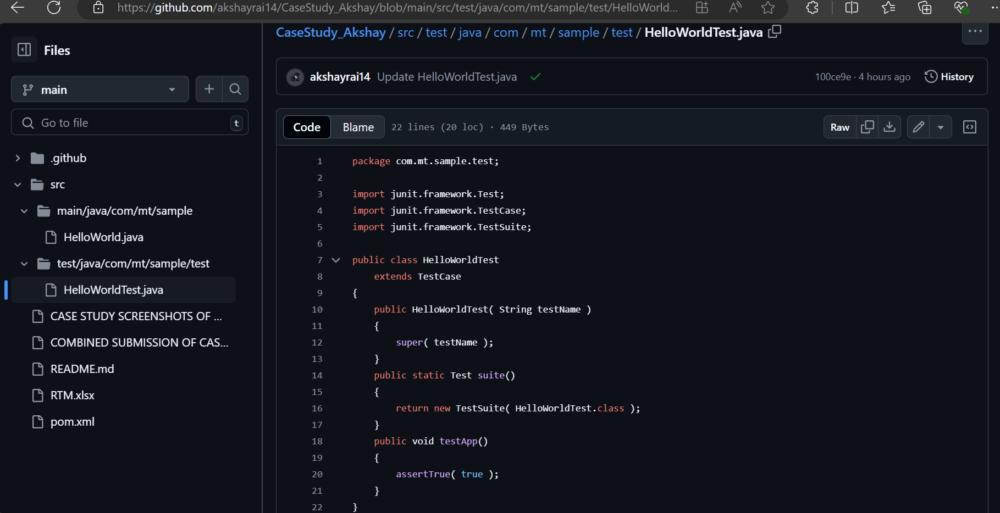 https://github.com/akshayrai14/CaseStudy_Akshay/blob/main/src/test/java/com/mt/sample/test/HelloWorld...
Files
main
Go to file
t
.github
src
main/java/com/mt/sample
HelloWorld.java
test/java/com/mt/sample/test
HelloWorldTest.java
CASE STUDY SCREENSHOTS OF ...
COMBINED SUBMISSION OF CAS...
README.md
RTM.xlsx
pom.xml
CaseStudy_Akshay / src / test / java / com / mt / sample / test / HelloWorldTest.java
akshayrai14 Update HelloWorldTest.java
100ce9e · 4 hours ago
History
Code Blame 22 lines (20 loc) · 449 Bytes
Raw
1 package com.mt.sample.test;
2
3 import junit.framework.Test;
4 import junit.framework.TestCase;
5 import junit.framework.TestSuite;
6
7 public class HelloWorldTest
8 extends TestCase
9 {
10 public HelloWorldTest( String testName )
11 {
12 super( testName );
13 }
14 public static Test suite()
15 {
16 return new TestSuite( HelloWorldTest.class );
17 }
18 public void testApp()
19 {
20 assertTrue( true );
21 }
22 }